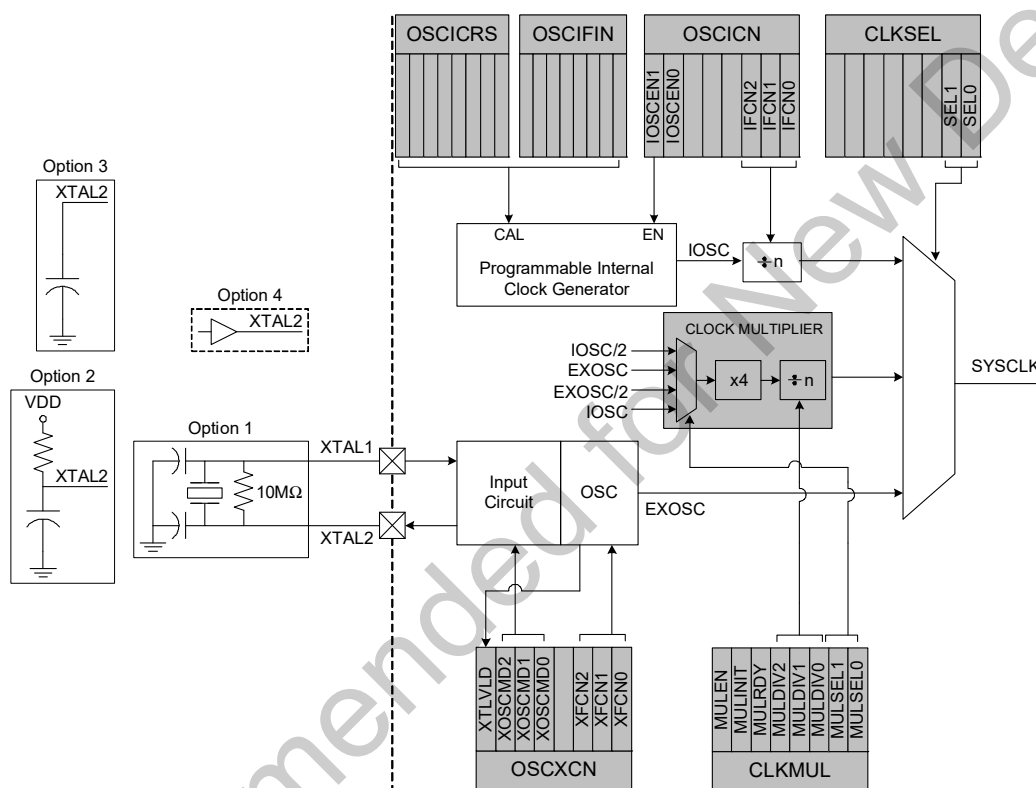 OSCICRS
OSCIFIN
OSCICN
CLKSEL
IOSCEN1
IOSCEN0
IFCN2
IFCN1
IFCN0
SEL1
SEL0
Option 3
XTAL2
Option 4
XTAL2
Option 2
VDD
XTAL2
Option 1
10MΩ
XTAL1
XTAL2
CAL
EN
Programmable Internal
Clock Generator
IOSC
÷ n
CLOCK MULTIPLIER
IOSC/2
EXOSC
EXOSC/2
IOSC
x4
÷ n
SYSCLK
Input
Circuit
OSC
EXOSC
XTLVLD
XOSCMD2
XOSCMD1
XOSCMD0
XFCN2
XFCN1
XFCN0
OSCXCN
MULEN
MULINIT
MULRDY
MULDIV2
MULDIV1
MULDIV0
MULSEL1
MULSEL0
CLKMUL
mended for New De